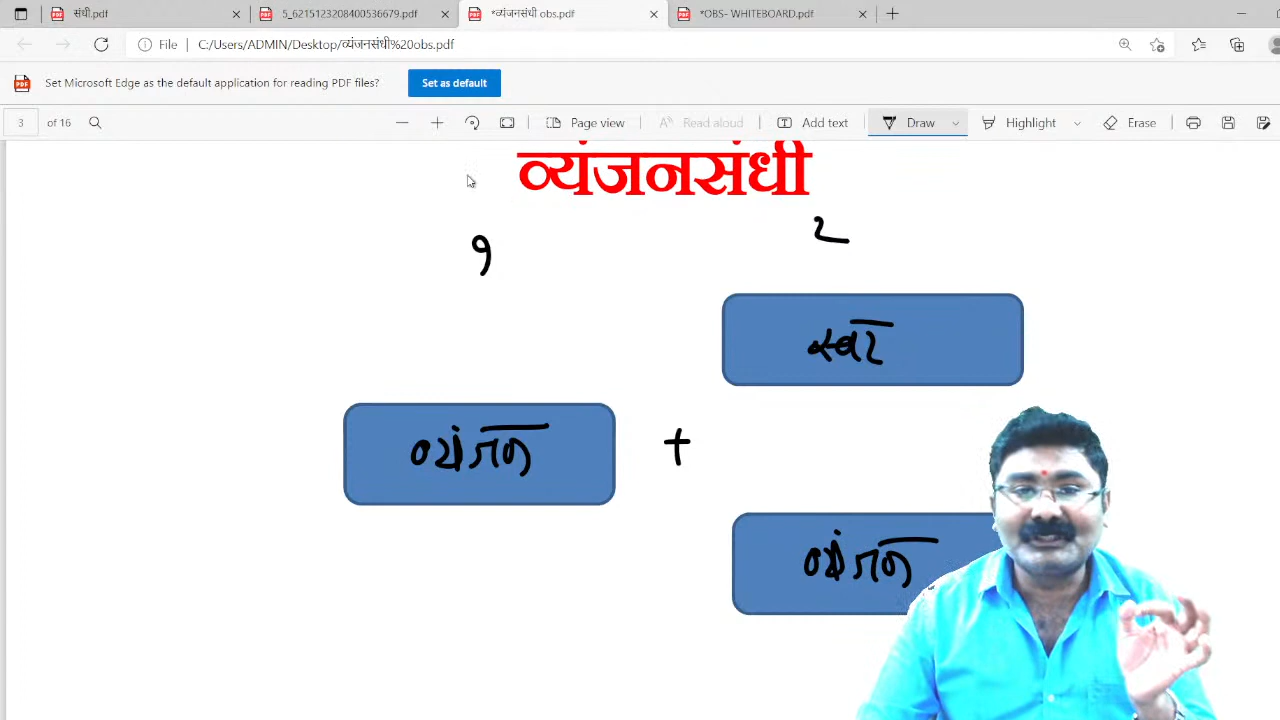 संधी.pdf
5_6215123208400536679.pdf
*व्यंजनसंधी obs.pdf
*OBS- WHITEBOARD.pdf
File
C:/Users/ADMIN/Desktop/व्यंजनसंधी%20obs.pdf
Set Microsoft Edge as the default application for reading PDF files?
Set as default
3 of 16
Page view
Read aloud
Add text
Draw
Highlight
Erase
व्यंजनसंधी
१
२
स्वर
व्यंजन
+
व्यंजन